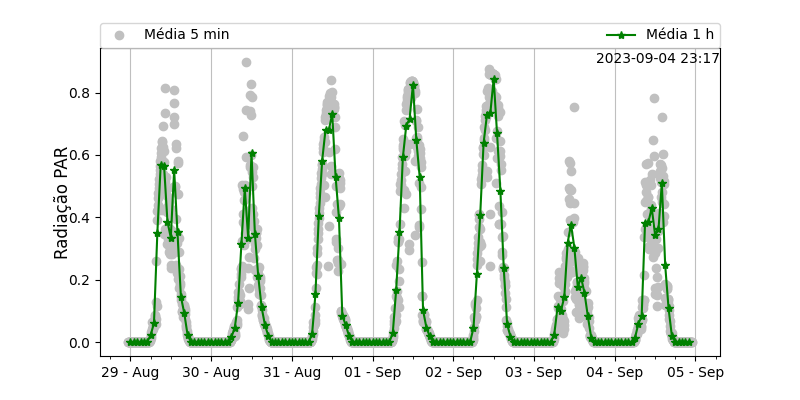 Média 5 min
Média 1 h
2023-09-04 23:17
Radiação PAR
0.8
0.6
0.4
0.2
0.0
29 - Aug
30 - Aug
31 - Aug
01 - Sep
02 - Sep
03 - Sep
04 - Sep
05 - Sep